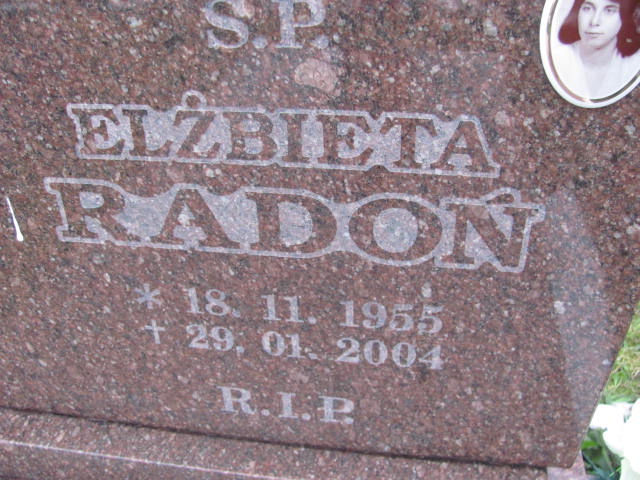 S.P.
ELŻBIETA
RADOŃ
* 18. 11. 1955
† 29. 01. 2004
R.I.P.